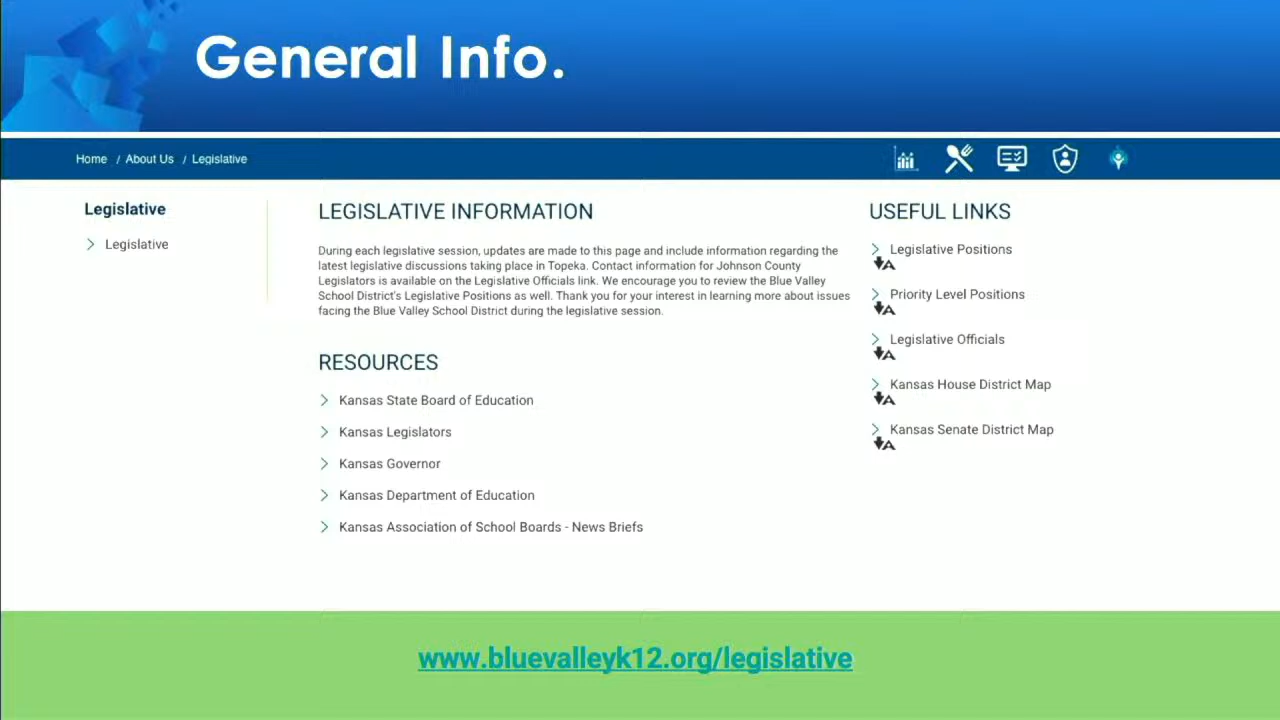 General Info.
Home / About Us / Legislative
Legislative
Legislative
LEGISLATIVE INFORMATION
During each legislative session, updates are made to this page and include information regarding the
latest legislative discussions taking place in Topeka. Contact information for Johnson County
Legislators is available on the Legislative Officials link. We encourage you to review the Blue Valley
School District's Legislative Positions as well. Thank you for your interest in learning more about issues
facing the Blue Valley School District during the legislative session.
RESOURCES
Kansas State Board of Education
Kansas Legislators
Kansas Governor
Kansas Department of Education
Kansas Association of School Boards - News Briefs
USEFUL LINKS
Legislative Positions
Priority Level Positions
Legislative Officials
Kansas House District Map
Kansas Senate District Map
www.bluevalleyk12.org/legislative